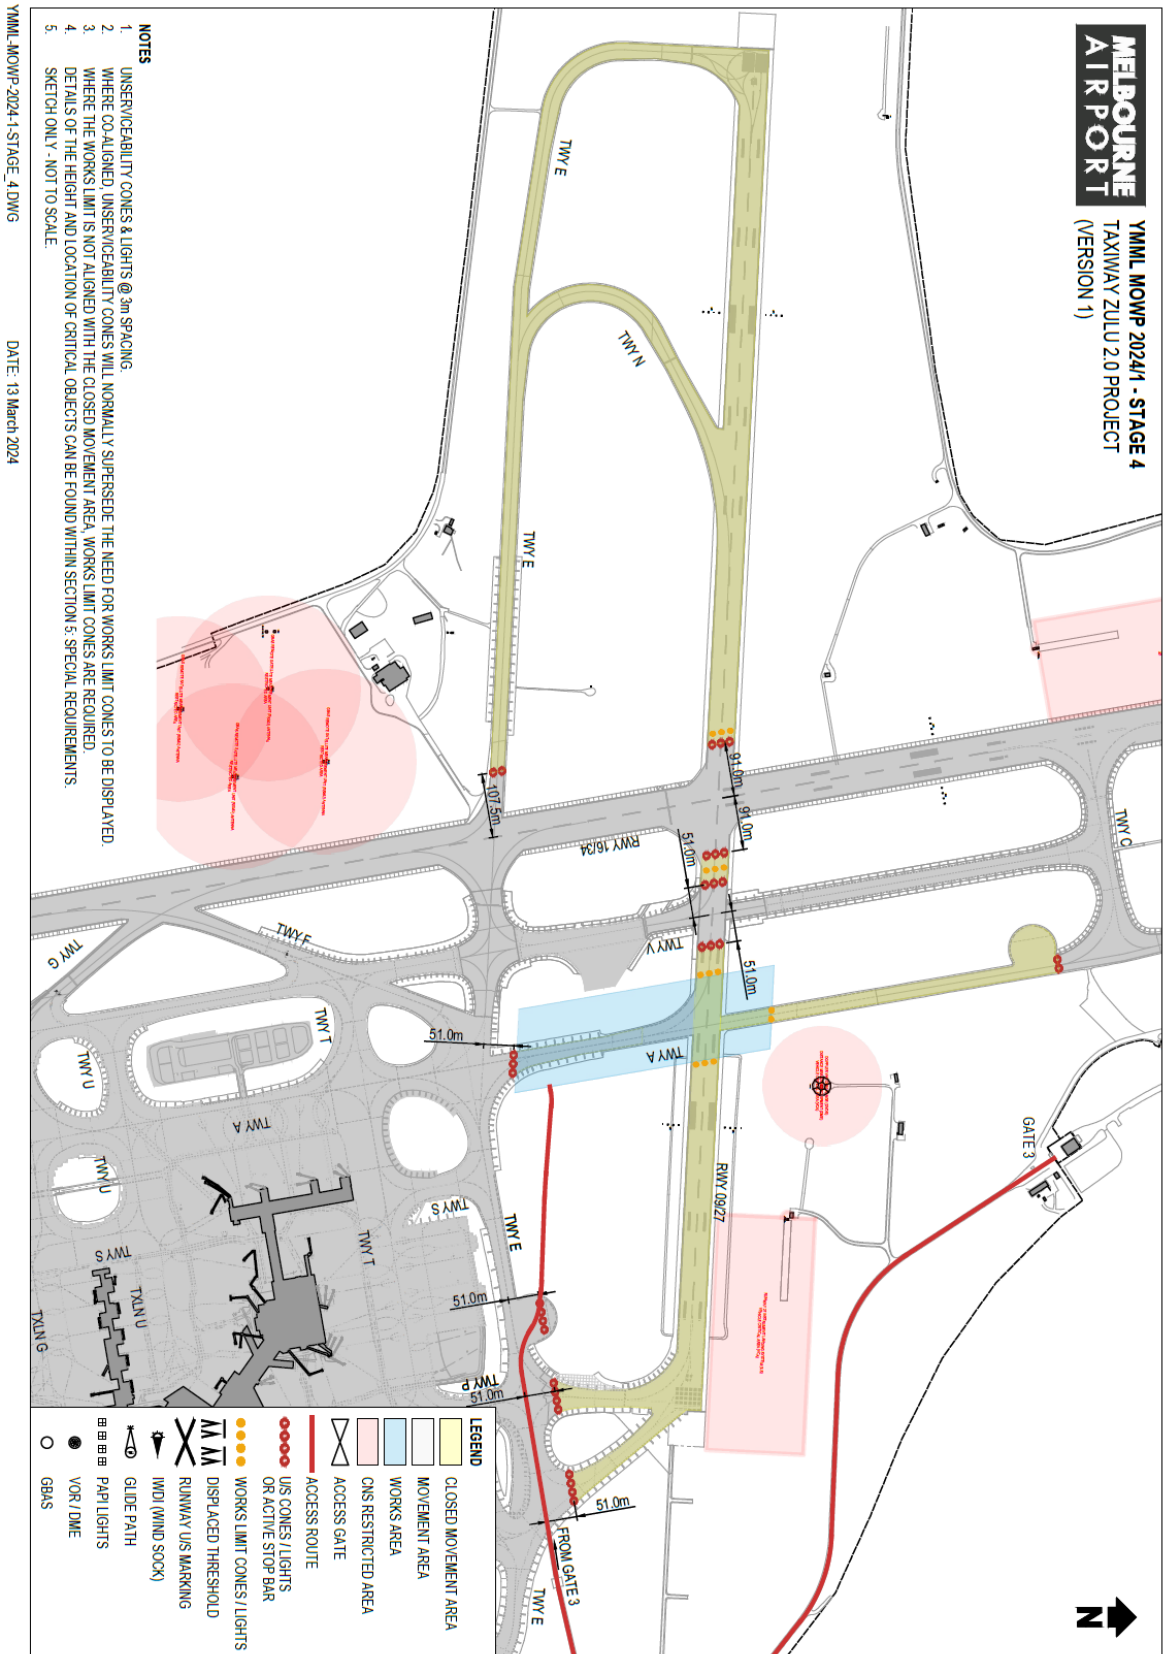 MELBOURNE
AIRPORT
YMML MOWP 2024/1 - STAGE 4
TAXIWAY ZULU 2.0 PROJECT
(VERSION 1)
TWY E
TWY N
TWY E
91.0m
91.0m
107.5m
RWY 16/34
51.0m
TWY C
TWY V
51.0m
TWY F
TWY G
51.0m
TWY A
TWY T
TWY U
TWY A
TWY U
GATE 3
RWY 09/27
TWY S
TWY E
TWY T
TWY S
TXLN U
TXLN G
51.0m
TWY P
51.0m
51.0m
FROM GATE 3
TWY E
N
LEGEND
CLOSED MOVEMENT AREA
MOVEMENT AREA
WORKS AREA
CNS RESTRICTED AREA
ACCESS GATE
ACCESS ROUTE
U/S CONES / LIGHTS
OR ACTIVE STOP BAR
WORKS LIMIT CONES / LIGHTS
DISPLACED THRESHOLD
RUNWAY U/S MARKING
IWDI (WIND SOCK)
GLIDE PATH
PAPI LIGHTS
VOR / DME
GBAS
NOTES
1. UNSERVICEABILITY CONES & LIGHTS @ 3m SPACING.
2. WHERE CO-ALIGNED, UNSERVICEABILITY CONES WILL NORMALLY SUPERSEDE THE NEED FOR WORKS LIMIT CONES TO BE DISPLAYED.
3. WHERE THE WORKS LIMIT IS NOT ALIGNED WITH THE CLOSED MOVEMENT AREA, WORKS LIMIT CONES ARE REQUIRED.
4. DETAILS OF THE HEIGHT AND LOCATION OF CRITICAL OBJECTS CAN BE FOUND WITHIN SECTION 5: SPECIAL REQUIREMENTS.
5. SKETCH ONLY - NOT TO SCALE.
YMML-MOWP-2024-1-STAGE_4.DWG
DATE: 13 March 2024